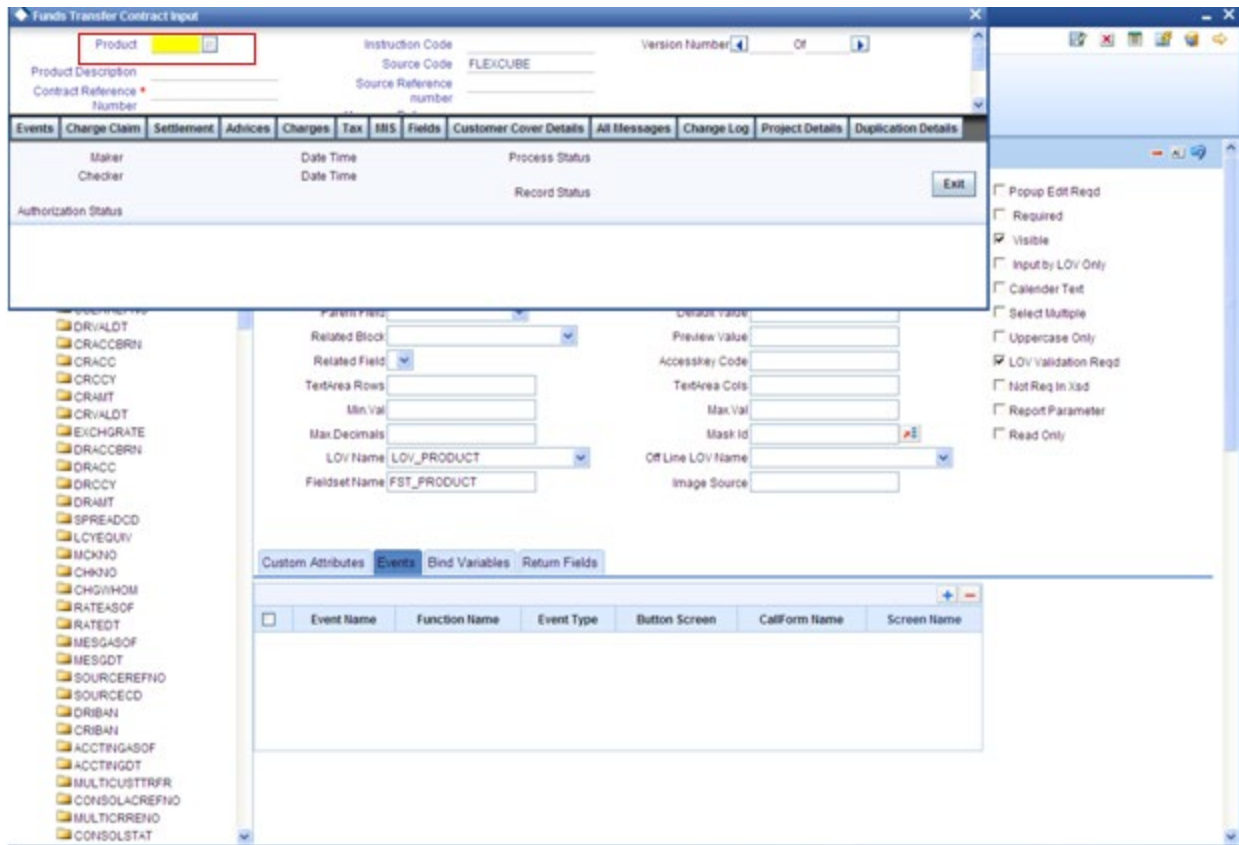 Funds Transfer Contract Input
Product
Instruction Code
Version Number
Of
Source Code FLEXCUBE
Product Description
Source Reference number
Contract Reference * Number
Events Charge Claim Settlement Advices Charges Tax MIS Fields Customer Cover Details All Messages Change Log Project Details Duplication Details
Maker Date Time Process Status
Checker Date Time
Record Status
Exit
Authorization Status
Popup Edit Reqd
Required
Visible
Input by LOV Only
Calender Text
Select Multiple
Uppercase Only
LOV Validation Reqd
Not Req In Xsd
Report Parameter
Read Only
Parent Field Default Value
Related Block Preview Value
Related Field Accesskey Code
TextArea Rows TextArea Cols
Min.Val Max.Val
Max.Decimals Mask Id
LOV Name LOV_PRODUCT Off Line LOV Name
Fieldset Name FST_PRODUCT Image Source
DRVALDT
CRACCBRN
CRACC
CRCCY
CRAMT
CRVALDT
EXCHGRATE
DRACCBRN
DRACC
DRCCY
DRAMT
SPREADCD
LCYEQUIV
MCKNO
CHKNO
CHGWHOM
RATEASOF
RATEDT
MESGASOF
MESGDT
SOURCEREFNO
SOURCECD
DRIBAN
CRIBAN
ACCTINGASOF
ACCTINGDT
MULTICUSTTRFR
CONSOLACREFNO
MULTICRRENO
CONSOLSTAT
Custom Attributes Events Bind Variables Return Fields
Event Name Function Name Event Type Button Screen CallForm Name Screen Name